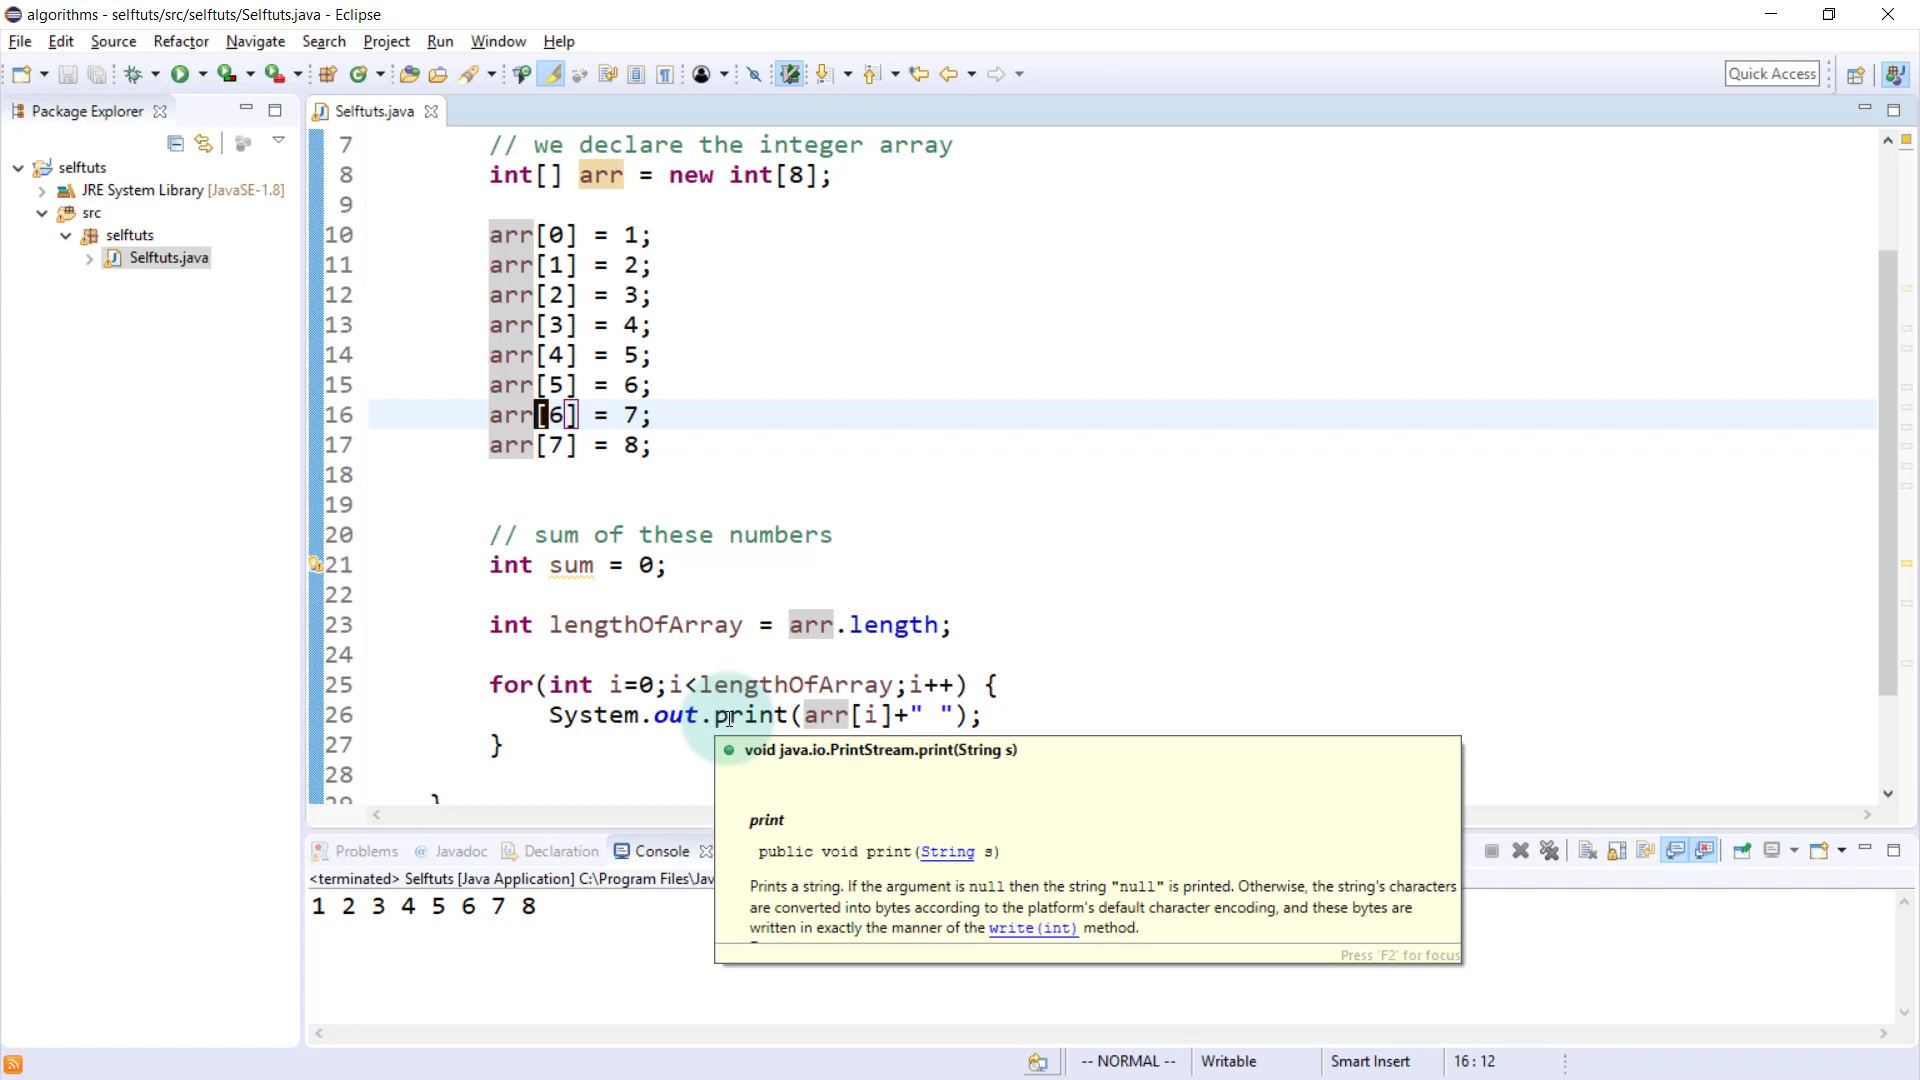 algorithms - selftuts/src/selftuts/Selftuts.java - Eclipse
File Edit Source Refactor Navigate Search Project Run Window Help
Quick Access
Package Explorer
Selftuts.java
selftuts
JRE System Library [JavaSE-1.8]
src
selftuts
Selftuts.java
7 // we declare the integer array
8 int[] arr = new int[8];
9
10 arr[0] = 1;
11 arr[1] = 2;
12 arr[2] = 3;
13 arr[3] = 4;
14 arr[4] = 5;
15 arr[5] = 6;
16 arr[6] = 7;
17 arr[7] = 8;
18
19
20 // sum of these numbers
21 int sum = 0;
22
23 int lengthOfArray = arr.length;
24
25 for(int i=0;i<lengthOfArray;i++) {
26 System.out.print(arr[i]+" ");
27 }
28
29 }
void java.io.PrintStream.print(String s)
print
public void print(String s)
Prints a string. If the argument is null then the string "null" is printed. Otherwise, the string's characters
are converted into bytes according to the platform's default character encoding, and these bytes are
written in exactly the manner of the write(int) method.
Press 'F2' for focus
Problems @ Javadoc Declaration Console
<terminated> Selftuts [Java Application] C:\Program Files\Jav
1 2 3 4 5 6 7 8
-- NORMAL -- Writable Smart Insert 16 : 12